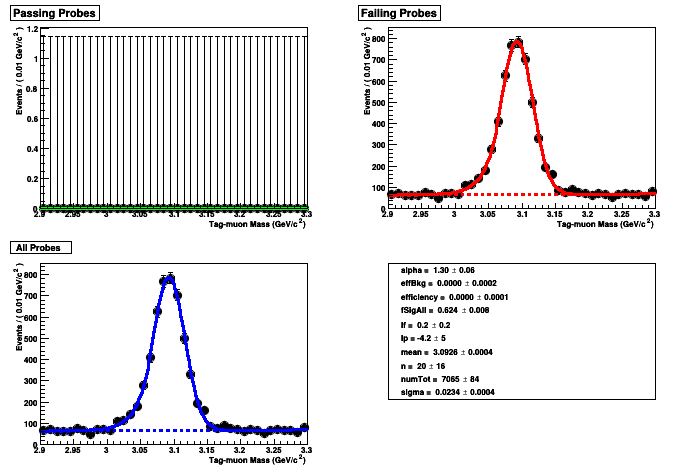 Passing Probes
Events / ( 0.01 GeV/c² )
1.2
1
0.8
0.6
0.4
0.2
0
2.9 2.95 3 3.05 3.1 3.15 3.2 3.25 3.3
Tag-muon Mass (GeV/c²)
Failing Probes
Events / ( 0.01 GeV/c² )
800
700
600
500
400
300
200
100
0
2.9 2.95 3 3.05 3.1 3.15 3.2 3.25 3.3
Tag-muon Mass (GeV/c²)
All Probes
Events / ( 0.01 GeV/c² )
800
700
600
500
400
300
200
100
0
2.9 2.95 3 3.05 3.1 3.15 3.2 3.25 3.3
Tag-muon Mass (GeV/c²)
alpha = 1.30 ± 0.06
effBkg = 0.0000 ± 0.0002
efficiency = 0.0000 ± 0.0001
fSigAll = 0.624 ± 0.008
lf = 0.2 ± 0.2
lp = -4.2 ± 5
mean = 3.0926 ± 0.0004
n = 20 ± 16
numTot = 7065 ± 84
sigma = 0.0234 ± 0.0004